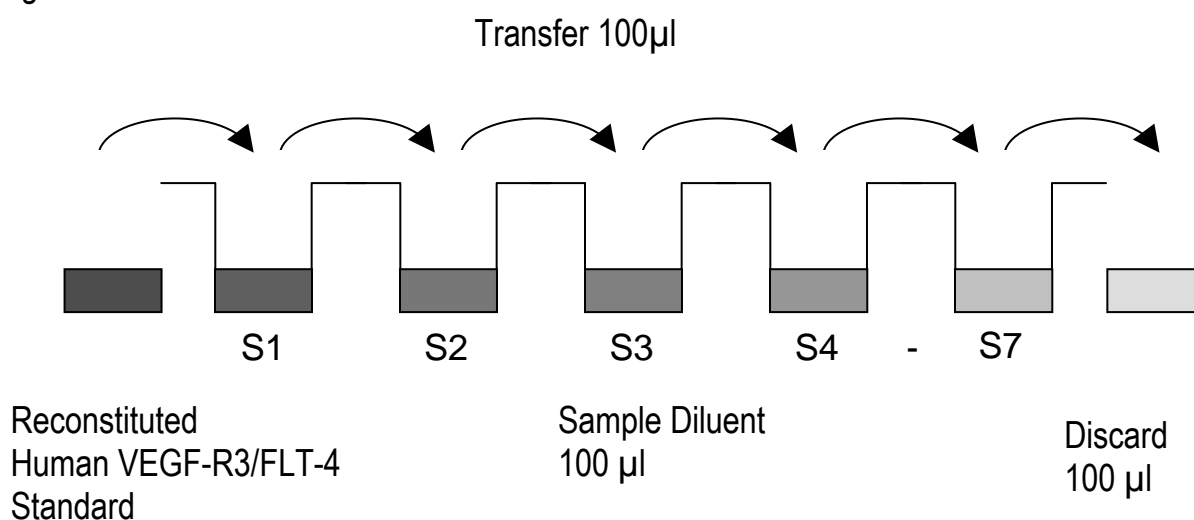 Transfer 100µl
S1 S2 S3 S4 - S7
Reconstituted
Human VEGF-R3/FLT-4
Standard
Sample Diluent
100 µl
Discard
100 µl